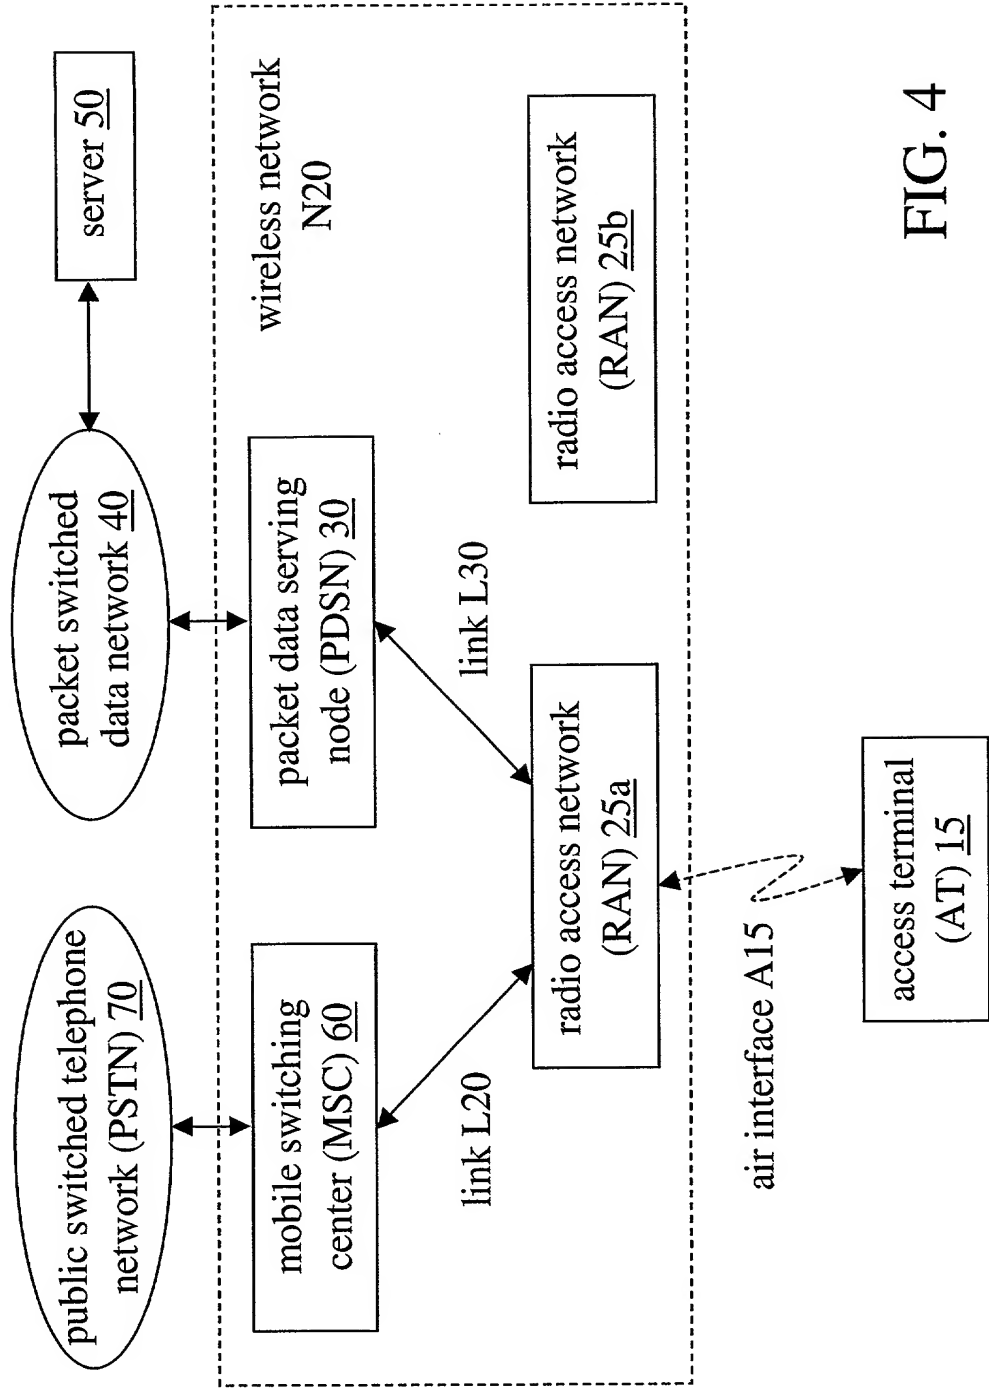 public switched telephone
network (PSTN) 70
packet switched
data network 40
server 50
wireless network
N20
mobile switching
center (MSC) 60
packet data serving
node (PDSN) 30
link L20
link L30
radio access network
(RAN) 25a
radio access network
(RAN) 25b
air interface A15
access terminal
(AT) 15
FIG. 4